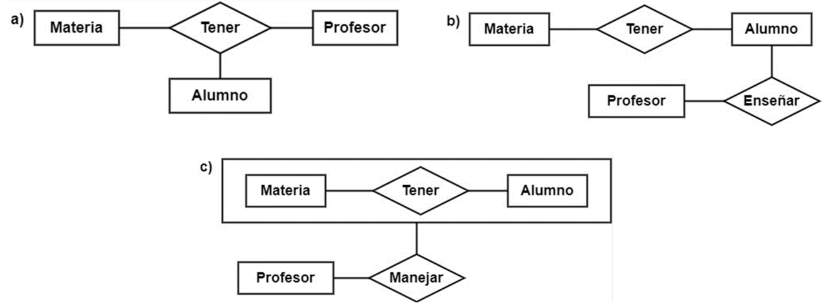 a)
Materia
Tener
Profesor
Alumno
b)
Materia
Tener
Alumno
Profesor
Enseñar
c)
Materia
Tener
Alumno
Profesor
Manejar